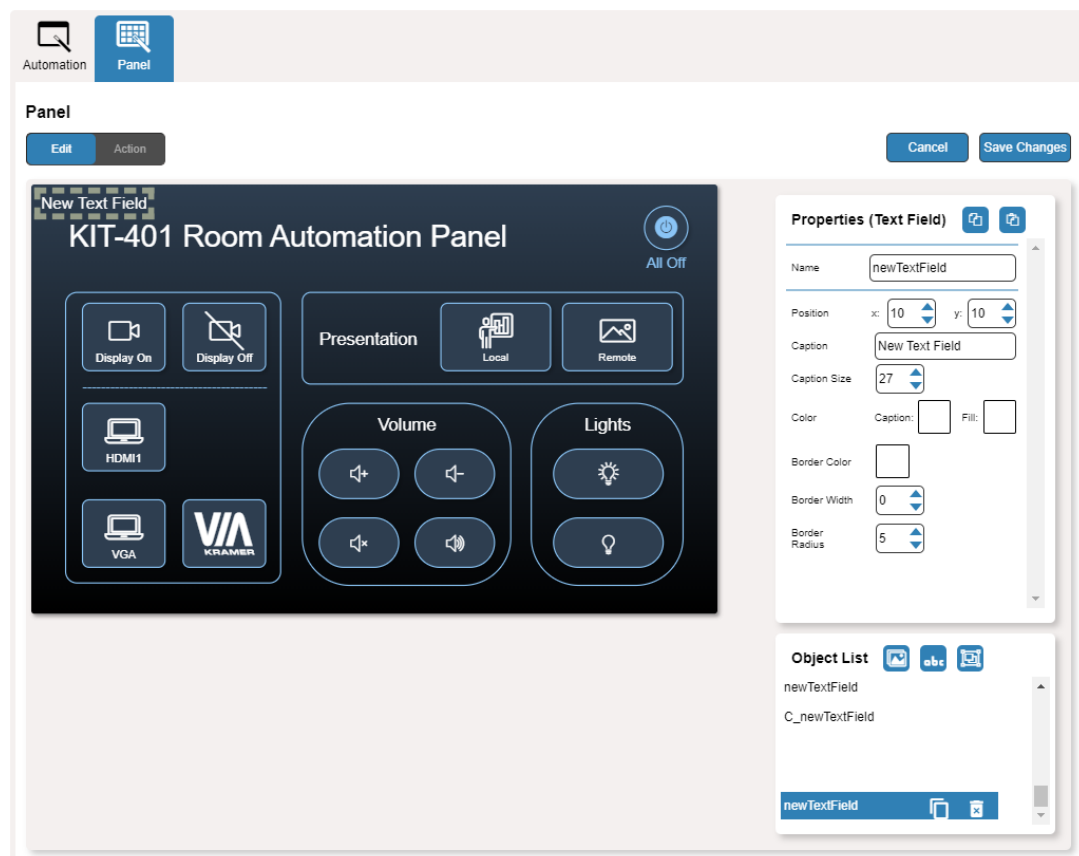 Automation
Panel
Panel
Edit
Action
Cancel
Save Changes
New Text Field
KIT-401 Room Automation Panel
All Off
Display On
Display Off
Presentation
Local
Remote
HDMI1
Volume
Lights
VGA
VIA
KRAMER
Properties (Text Field)
Name newTextField
Position x: 10 y: 10
Caption New Text Field
Caption Size 27
Color Caption: Fill:
Border Color
Border Width 0
Border
Radius 5
Object List abc
newTextField
C_newTextField
newTextField